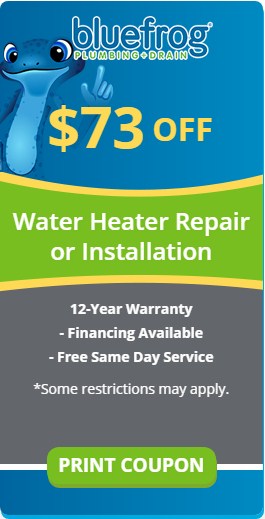 bluefrog®
PLUMBING + DRAIN
$73 OFF
Water Heater Repair
or Installation
12-Year Warranty
- Financing Available
- Free Same Day Service
*Some restrictions may apply.
PRINT COUPON